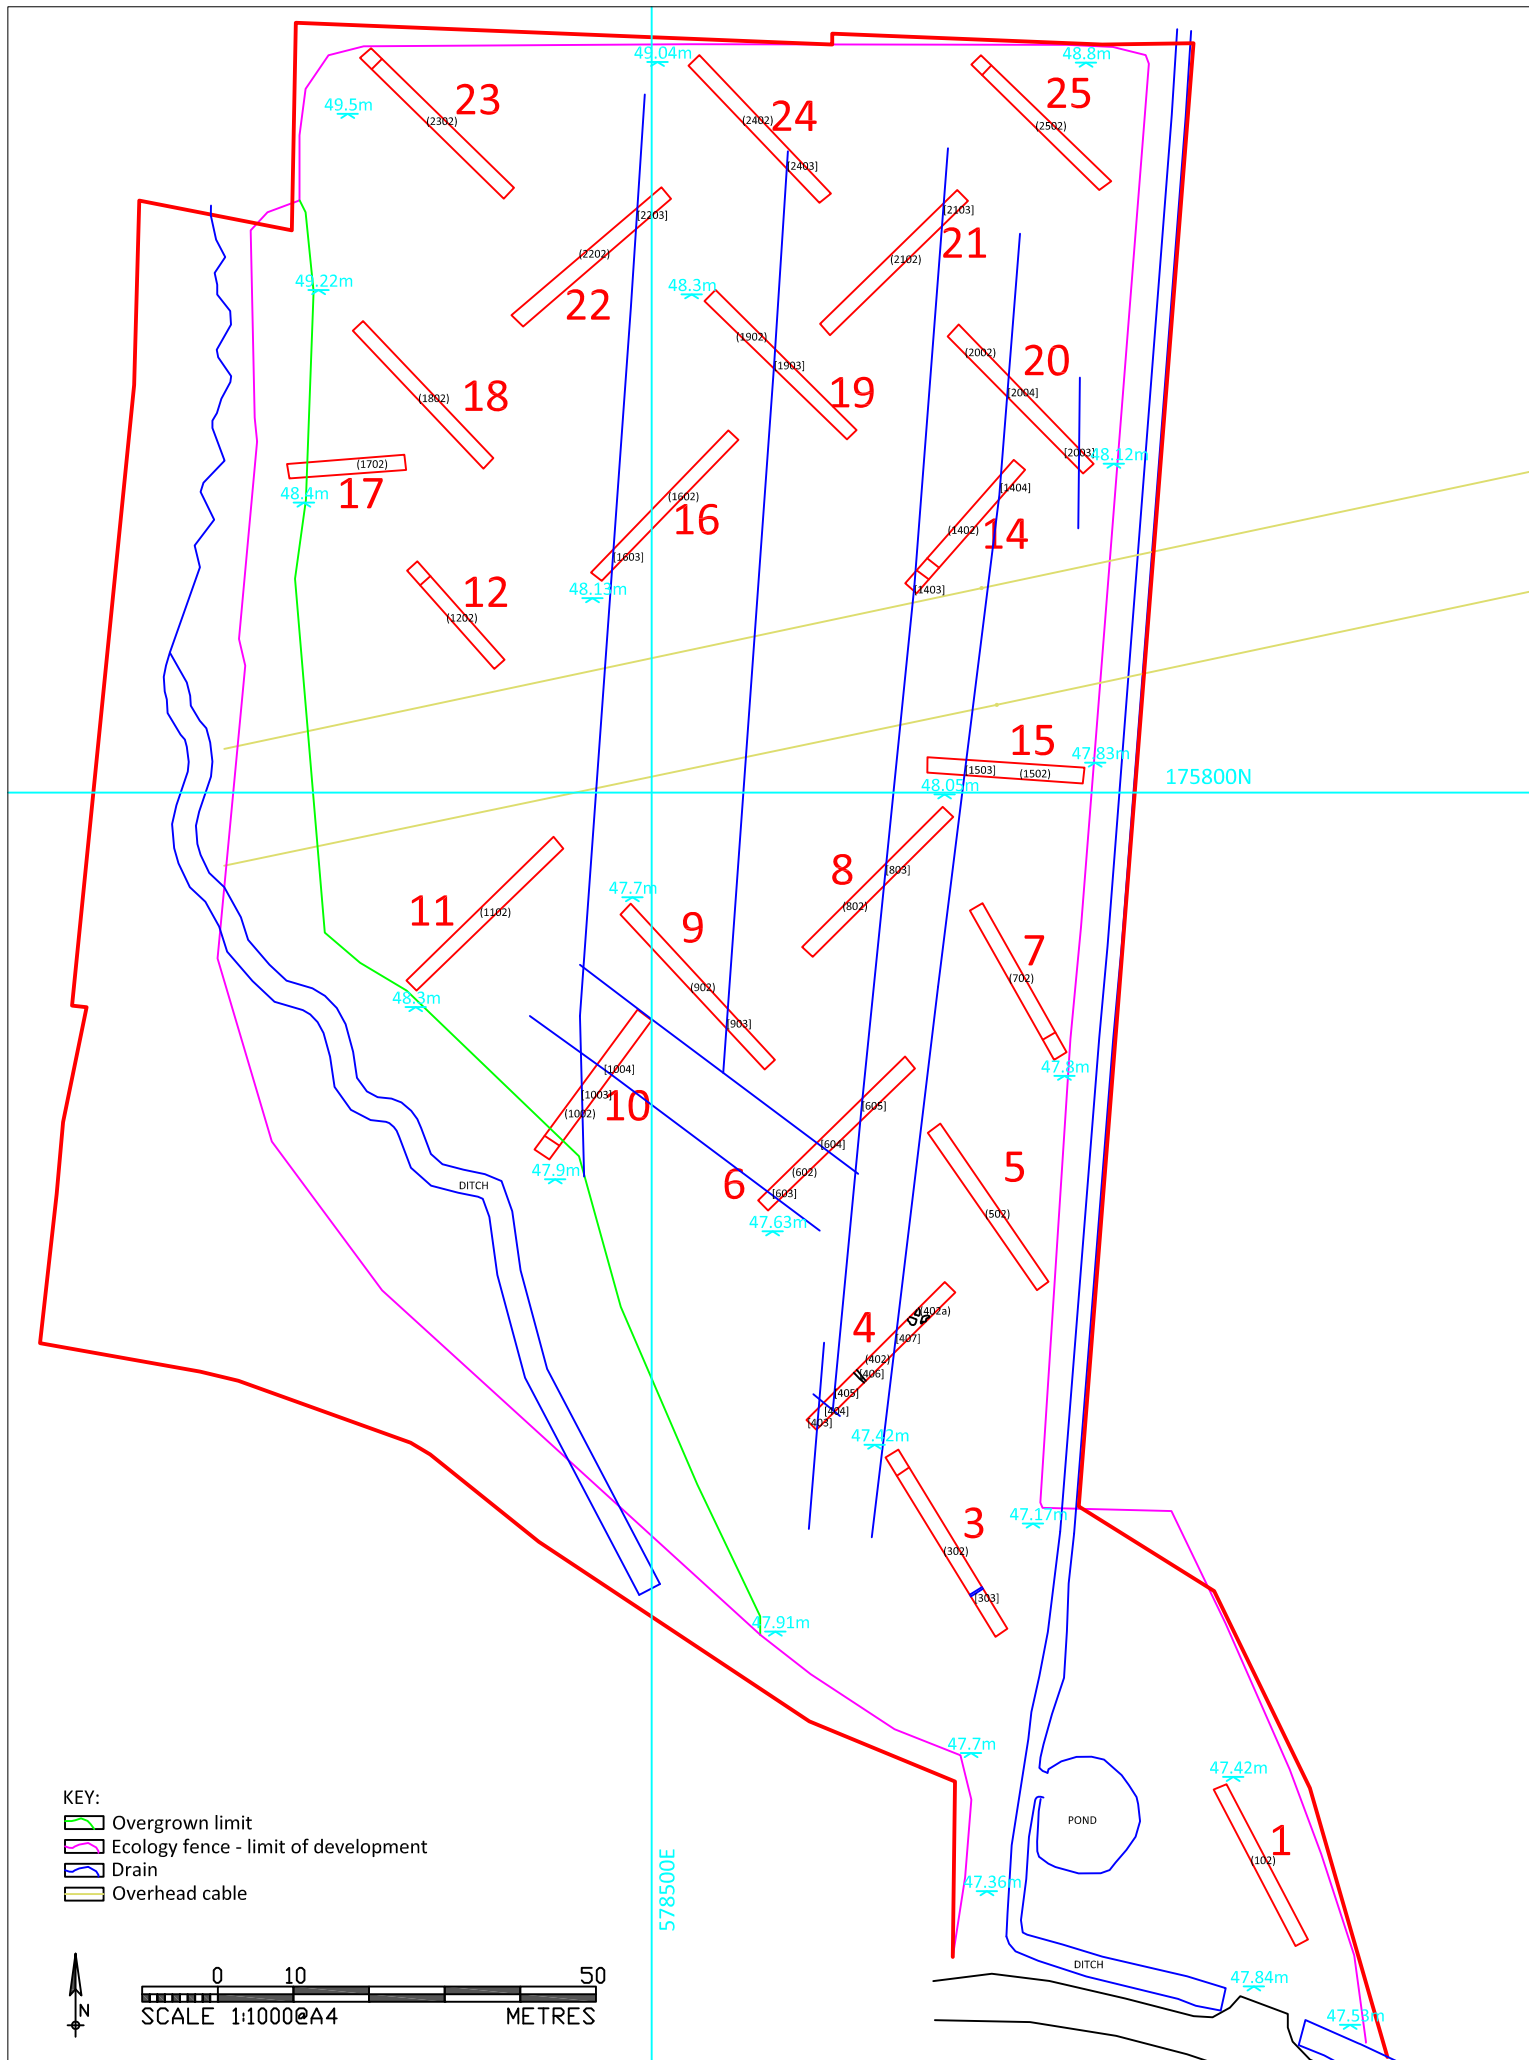 49.04m
48.8m
23
24
25
49.5m
(2302)
(2402)
(2502)
[2403]
[2203]
[2103]
21
(2202)
(2102)
49.22m
22
48.3m
(1902)
(2002)
20
[1903]
19
[2004]
18
(1802)
[2003]
48.12m
(1702)
17
48.4m
(1602)
16
[1404]
(1402)
14
[1603]
48.13m
[1403]
12
(1202)
15
47.83m
[1503]
(1502)
175800N
48.05m
8
[803]
(802)
47.7m
11
(1102)
9
7
(702)
(902)
48.3m
[903]
[1004]
47.8m
[1003]
10
(1002)
[605]
[604]
5
(602)
47.9m
6
[603]
DITCH
(502)
47.63m
(402a)
4
[407]
(402)
[406]
[405]
[404]
[403]
47.42m
3
47.17m
(302)
[303]
47.91m
47.7m
47.42m
POND
1
(102)
47.36m
DITCH
47.84m
47.53m
578500E
KEY:
Overgrown limit
Ecology fence - limit of development
Drain
Overhead cable
N
0 10 50
SCALE 1:1000@A4 METRES